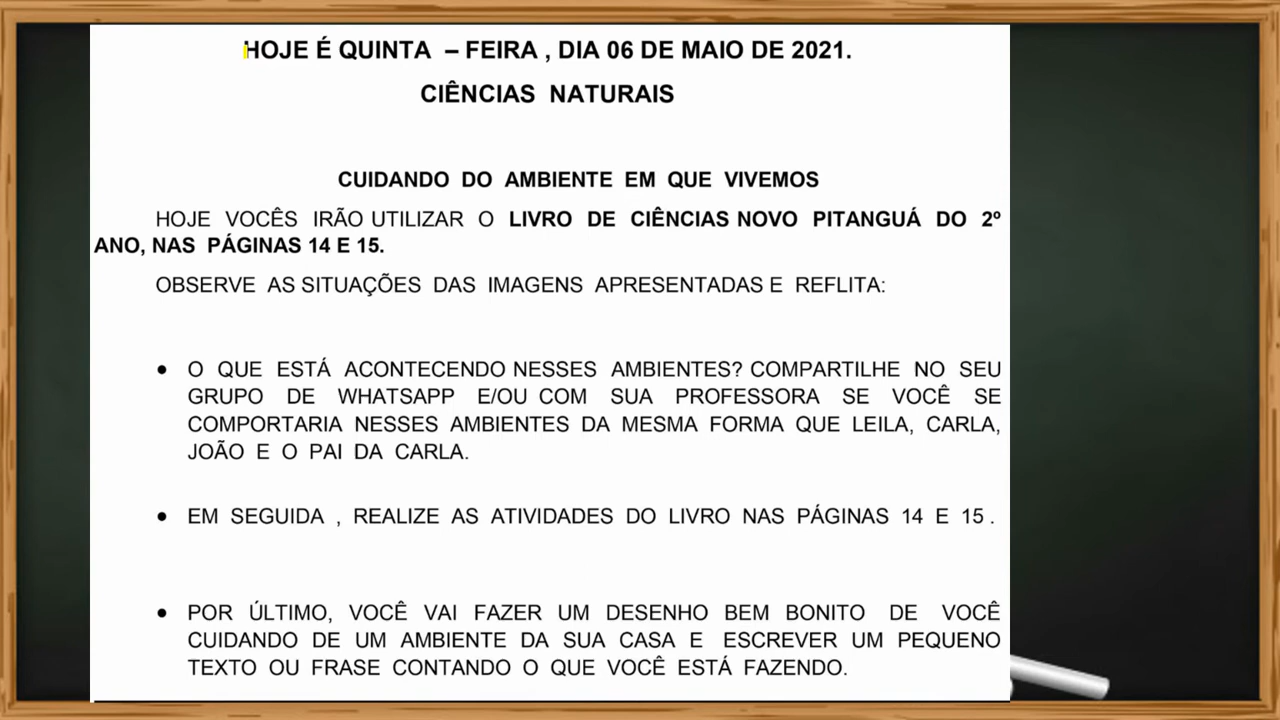 HOJE É QUINTA – FEIRA , DIA 06 DE MAIO DE 2021.
CIÊNCIAS NATURAIS
CUIDANDO DO AMBIENTE EM QUE VIVEMOS
HOJE VOCÊS IRÃO UTILIZAR O LIVRO DE CIÊNCIAS NOVO PITANGUÁ DO 2º
ANO, NAS PÁGINAS 14 E 15.
OBSERVE AS SITUAÇÕES DAS IMAGENS APRESENTADAS E REFLITA:
• O QUE ESTÁ ACONTECENDO NESSES AMBIENTES? COMPARTILHE NO SEU
GRUPO DE WHATSAPP E/OU COM SUA PROFESSORA SE VOCÊ SE
COMPORTARIA NESSES AMBIENTES DA MESMA FORMA QUE LEILA, CARLA,
JOÃO E O PAI DA CARLA.
• EM SEGUIDA , REALIZE AS ATIVIDADES DO LIVRO NAS PÁGINAS 14 E 15 .
• POR ÚLTIMO, VOCÊ VAI FAZER UM DESENHO BEM BONITO DE VOCÊ
CUIDANDO DE UM AMBIENTE DA SUA CASA E ESCREVER UM PEQUENO
TEXTO OU FRASE CONTANDO O QUE VOCÊ ESTÁ FAZENDO.